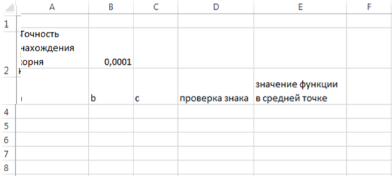 A B C D E F
1
Точность
нахождения
корня 0,0001
2
значение функции
b c проверка знака в средней точке
4
5
6
7
8